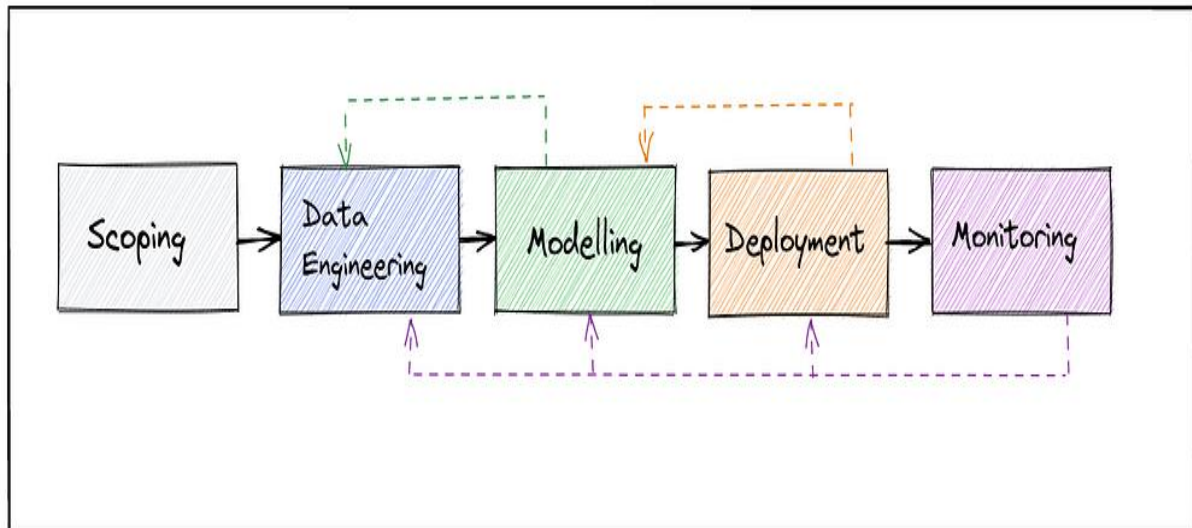 Scoping
Data
Engineering
Modelling
Deployment
Monitoring